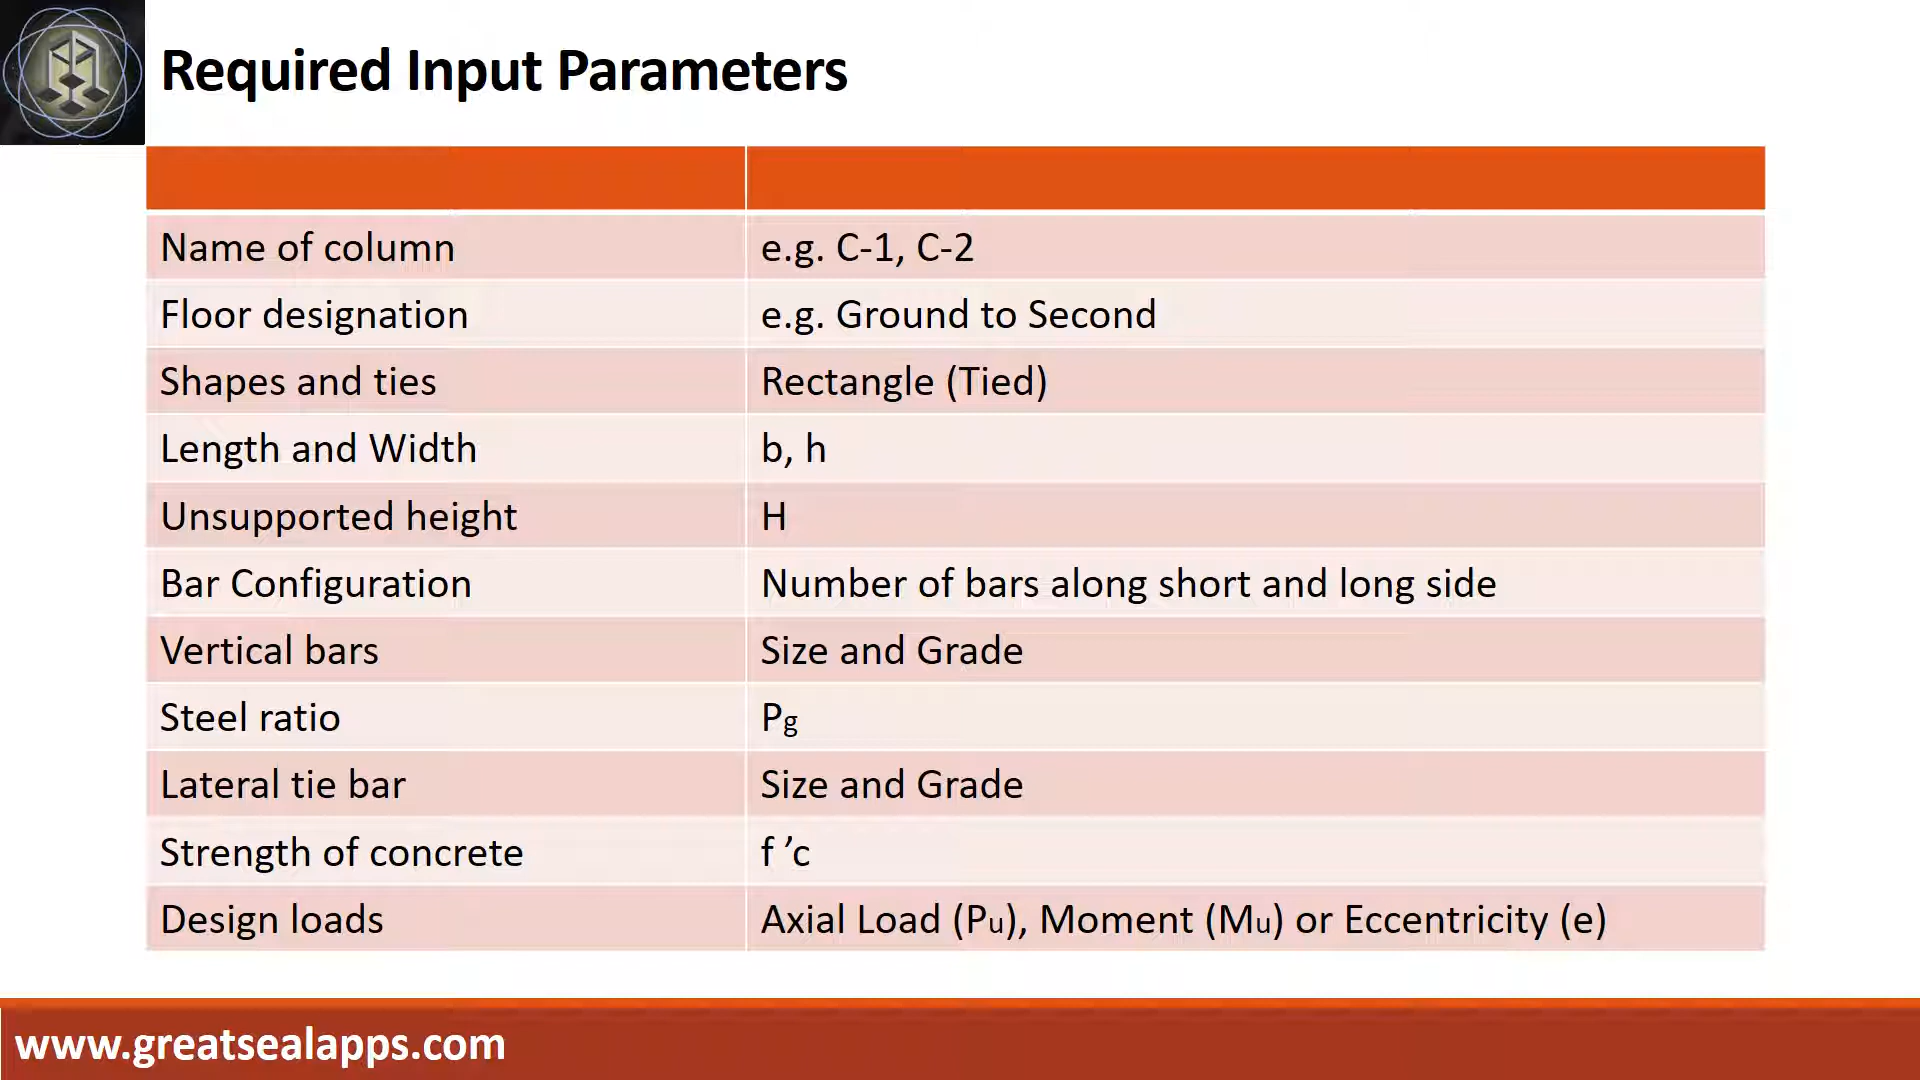 Required Input Parameters
Name of column e.g. C-1, C-2
Floor designation e.g. Ground to Second
Shapes and ties Rectangle (Tied)
Length and Width b, h
Unsupported height H
Bar Configuration Number of bars along short and long side
Vertical bars Size and Grade
Steel ratio Pg
Lateral tie bar Size and Grade
Strength of concrete f ’c
Design loads Axial Load (Pu), Moment (Mu) or Eccentricity (e)
www.greatsealapps.com